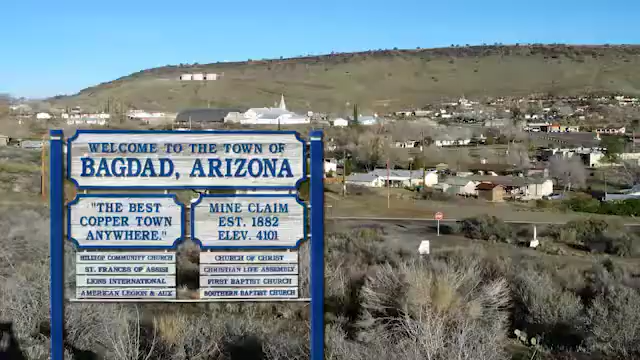 WELCOME TO THE TOWN OF
BAGDAD, ARIZONA
"THE BEST
COPPER TOWN
ANYWHERE."
MINE CLAIM
EST. 1882
ELEV. 4101
HILLTOP COMMUNITY CHURCH
ST. FRANCES OF ASSISI
LIONS INTERNATIONAL
AMERICAN LEGION & AUX
CHURCH OF CHRIST
CHRISTIAN LIFE ASSEMBLY
FIRST BAPTIST CHURCH
SOUTHERN BAPTIST CHURCH